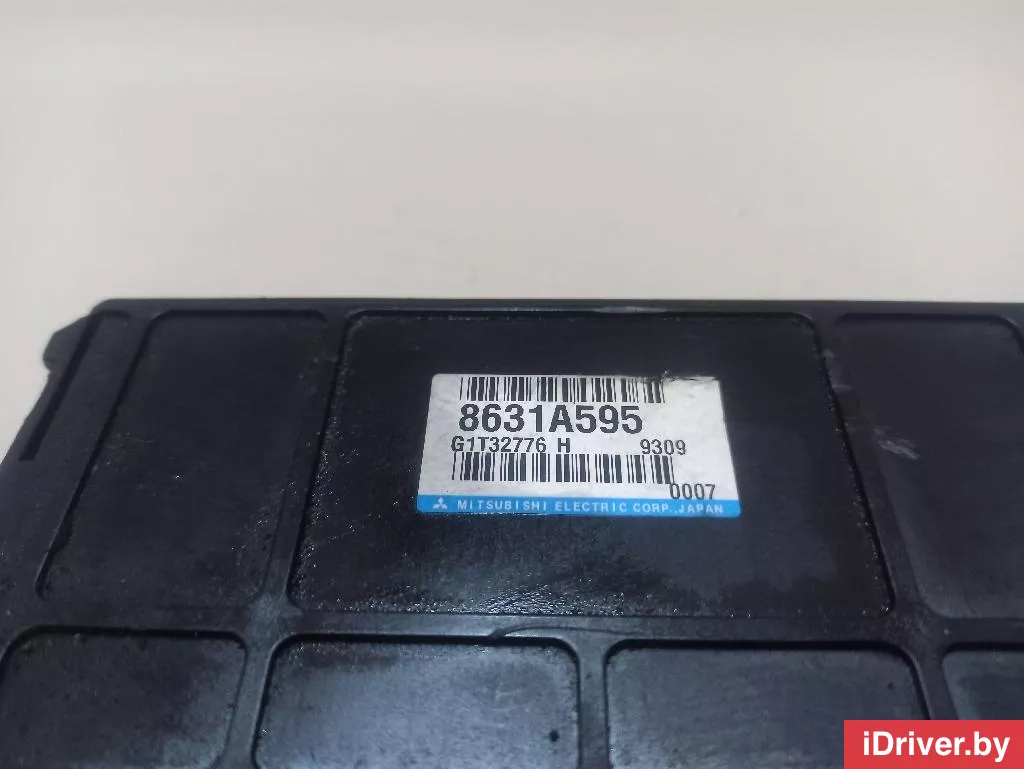 8631A595
G1T32776 H 9309
0007
MITSUBISHI ELECTRIC CORP.,JAPAN
iDriver.by